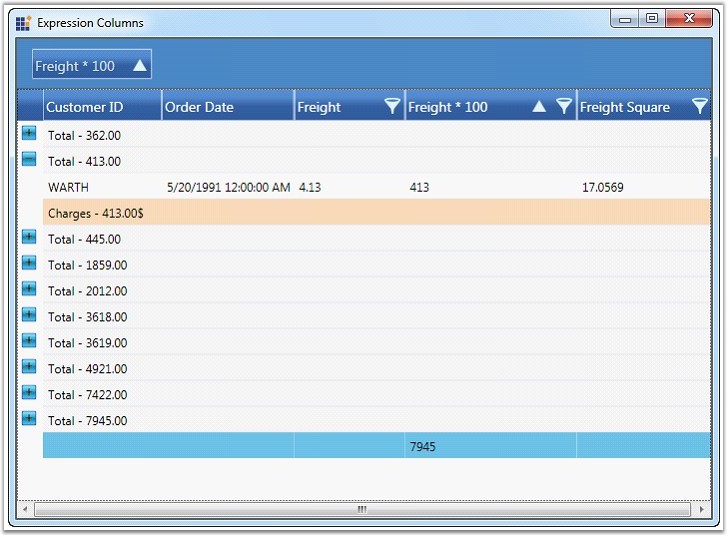 Expression Columns
Freight * 100
Customer ID Order Date Freight Freight * 100 Freight Square
Total - 362.00
Total - 413.00
WARTH 5/20/1991 12:00:00 AM 4.13 413 17.0569
Charges - 413.00$
Total - 445.00
Total - 1859.00
Total - 2012.00
Total - 3618.00
Total - 3619.00
Total - 4921.00
Total - 7422.00
Total - 7945.00
7945